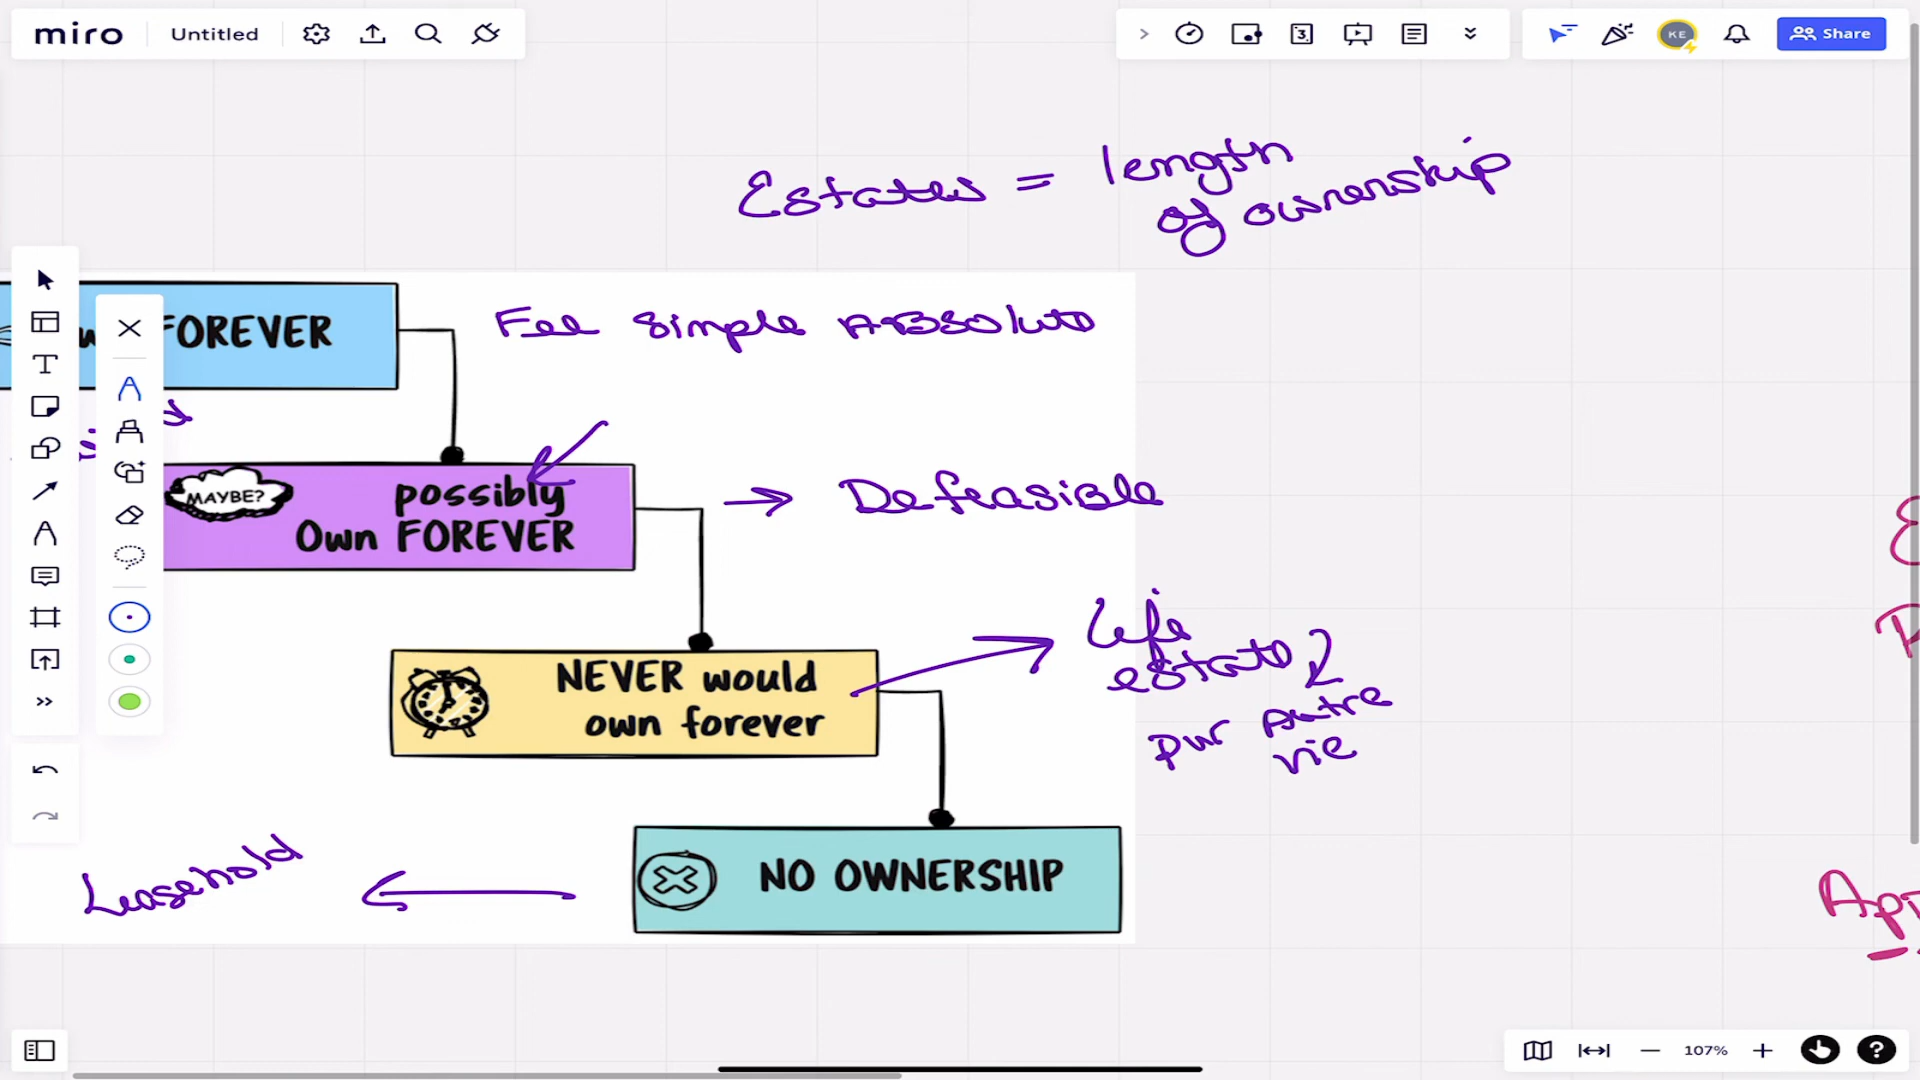 miro Untitled Share
KE
Estates = length
of ownership
FOREVER
Fee Simple ABSolute
MAYBE? possibly
Own FOREVER
→ Defeasible
NEVER would
own forever
Life
estate
pur Autre
vie
NO OWNERSHIP
Leasehold
107%